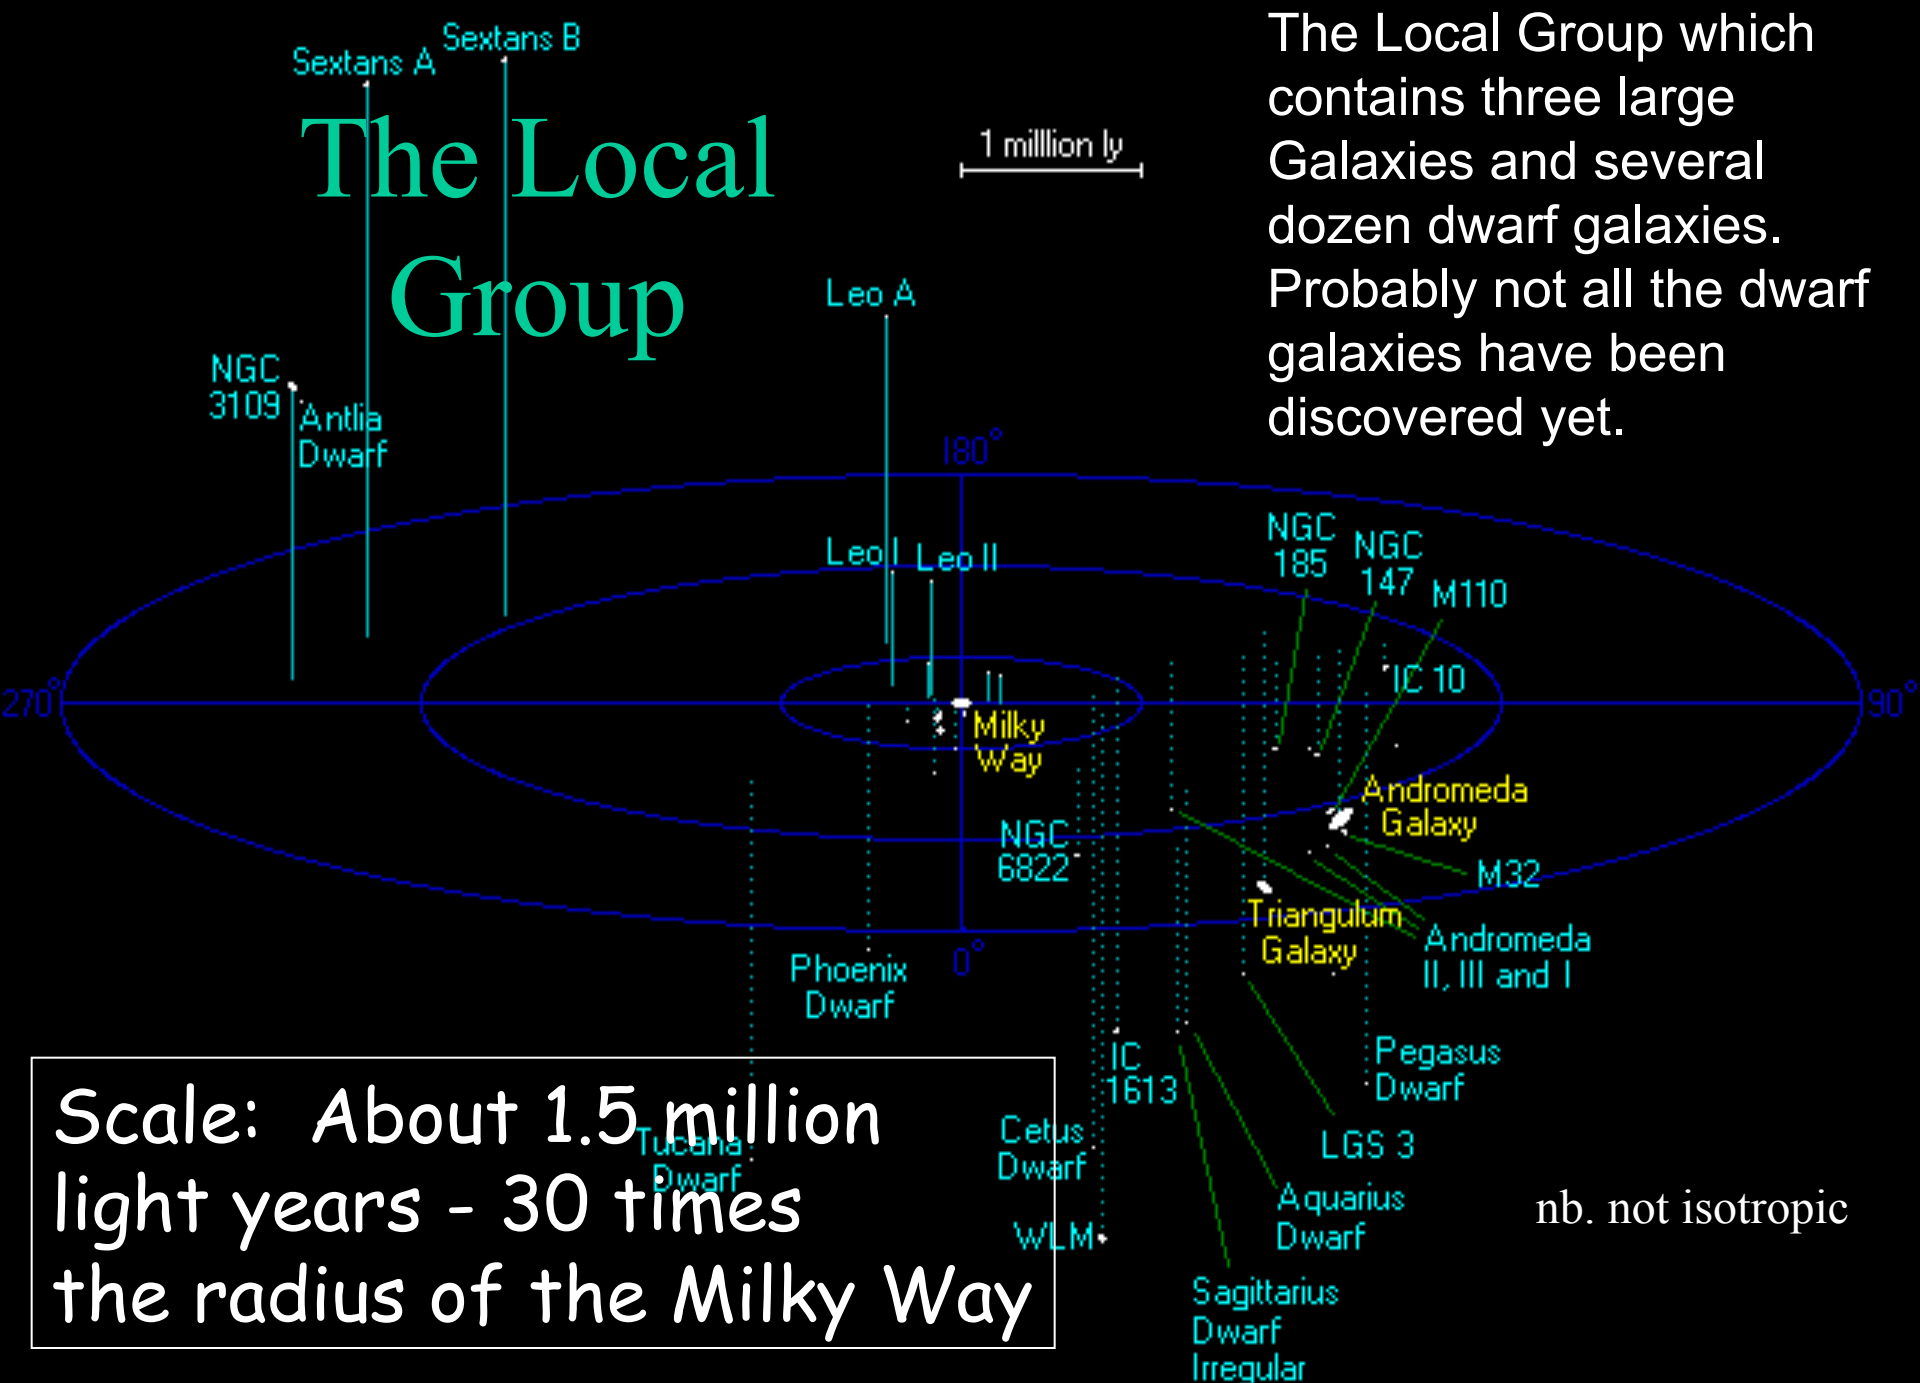 Sextans A
Sextans B
The Local
Group
1 milllion ly
The Local Group which
contains three large
Galaxies and several
dozen dwarf galaxies.
Probably not all the dwarf
galaxies have been
discovered yet.
Leo A
NGC
3109
Antlia
Dwarf
180°
Leo I
Leo II
NGC
185
NGC
147
M110
IC 10
270°
90°
Milky
Way
Andromeda
Galaxy
NGC
6822
M32
Triangulum
Galaxy
Andromeda
II, III and I
0°
Phoenix
Dwarf
IC
1613
Pegasus
Dwarf
Tucana
Dwarf
Cetus
Dwarf
LGS 3
WLM
Aquarius
Dwarf
Sagittarius
Dwarf
Irregular
Scale:  About 1.5 million
light years - 30 times
the radius of the Milky Way
nb. not isotropic